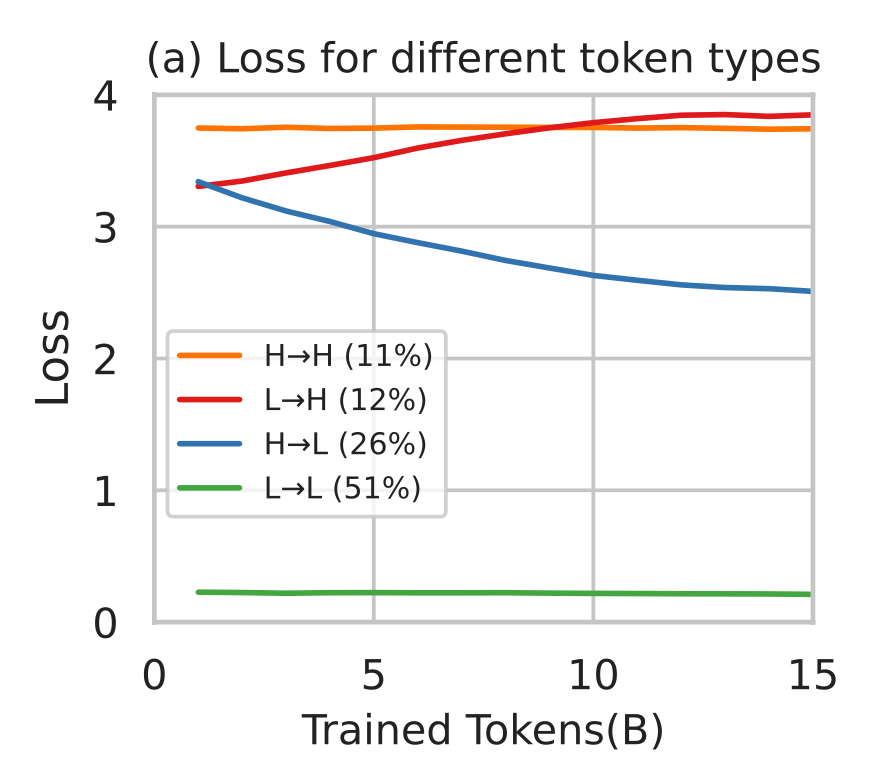 (a) Loss for different token types
4
3
2
1
0
Loss
H→H (11%)
L→H (12%)
H→L (26%)
L→L (51%)
0 5 10 15
Trained Tokens(B)